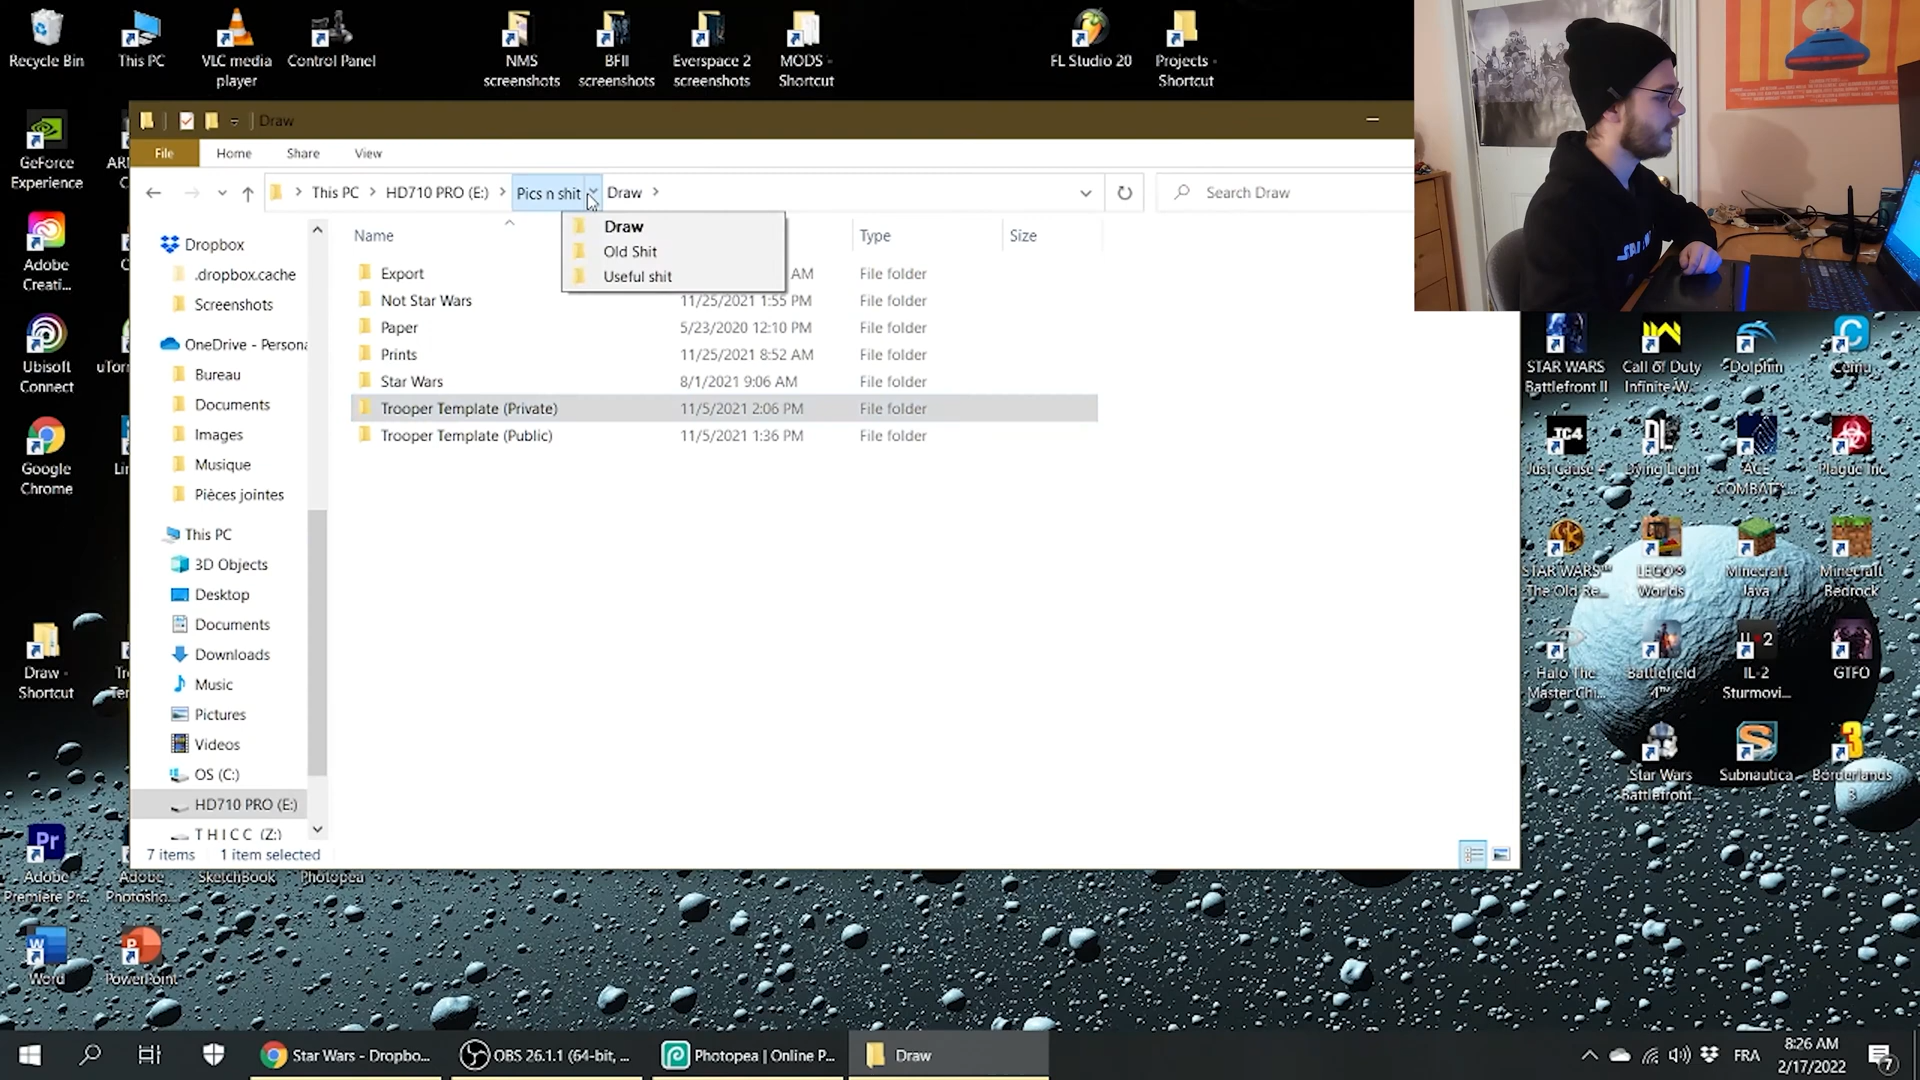 Recycle Bin
This PC
VLC media
player
Control Panel
NMS
screenshots
BFII
screenshots
Everspace 2
screenshots
MODS -
Shortcut
FL Studio 20
Projects -
Shortcut
Draw
File
Home
Share
View
This PC
HD710 PRO (E:)
Pics n shit
Draw
Search Draw
Draw
Old Shit
Useful shit
Name
Type
Size
Export
AM
File folder
Not Star Wars
11/25/2021 1:55 PM
File folder
Paper
5/23/2020 12:10 PM
File folder
Prints
11/25/2021 8:52 AM
File folder
Star Wars
8/1/2021 9:06 AM
File folder
Trooper Template (Private)
11/5/2021 2:06 PM
File folder
Trooper Template (Public)
11/5/2021 1:36 PM
File folder
Dropbox
.dropbox.cache
Screenshots
OneDrive - Persona
Bureau
Documents
Images
Musique
Pièces jointes
This PC
3D Objects
Desktop
Documents
Downloads
Music
Pictures
Videos
OS (C:)
HD710 PRO (E:)
T H I C C (Z:)
7 items
1 item selected
GeForce
Experience
Adobe
Creati...
Ubisoft
Connect
Google
Chrome
Draw -
Shortcut
Adobe
Premiere Pr...
Adobe
Photosho...
SketchBook
Photopea
Word
PowerPoint
STAR WARS
Battlefront II
Call of Duty
Infinite W...
Dolphin
Cemu
Just Cause 4
Dying Light
ACE
COMBAT™...
Plague Inc
STAR WARS™
The Old Re...
LEGO®
Worlds
Minecraft
Java
Minecraft
Bedrock
Halo The
Master Chi...
Battlefield
4™
IL-2
Sturmovi...
GTFO
Star Wars
Battlefront...
Subnautica
Borderlands
3
Star Wars - Dropbo...
OBS 26.1.1 (64-bit, ...
Photopea | Online P...
Draw
FRA
8:26 AM
2/17/2022
7